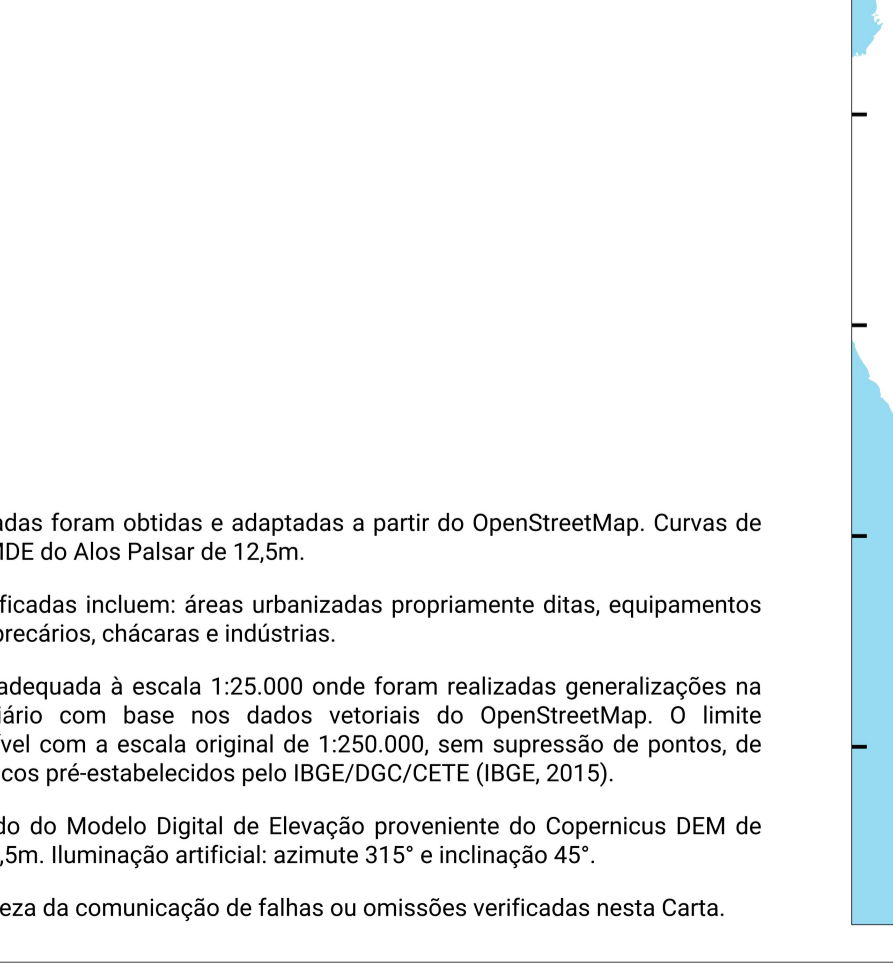 adas foram obtidas e adaptadas a partir do OpenStreetMap. Curvas de
MDE do Alos Palsar de 12,5m.
ficadas incluem: áreas urbanizadas propriamente ditas, equipamentos
precários, chácaras e indústrias.
adequada à escala 1:25.000 onde foram realizadas generalizações na
iário com base nos dados vetoriais do OpenStreetMap. O limite
vel com a escala original de 1:250.000, sem supressão de pontos, de
cos pré-estabelecidos pelo IBGE/DGC/CETE (IBGE, 2015).
do do Modelo Digital de Elevação proveniente do Copernicus DEM de
,5m. Iluminação artificial: azimute 315° e inclinação 45°.
eza da comunicação de falhas ou omissões verificadas nesta Carta.